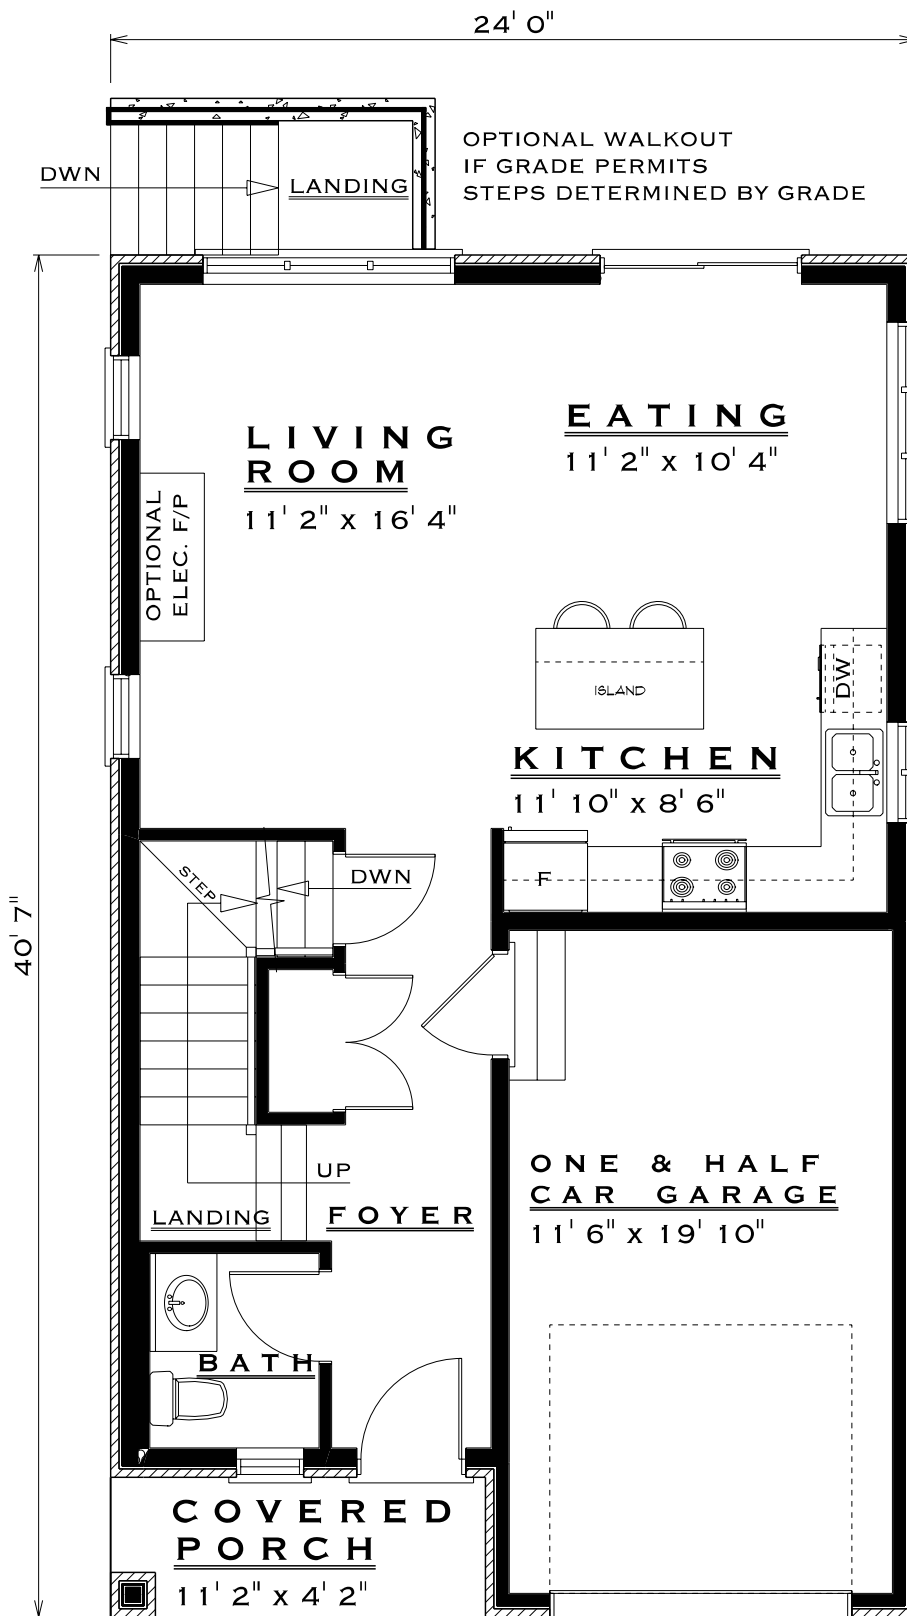 24' 0"
OPTIONAL WALKOUT
IF GRADE PERMITS
STEPS DETERMINED BY GRADE
DWN
LANDING
LIVING
ROOM
11' 2" x 16' 4"
EATING
11' 2" x 10' 4"
OPTIONAL
ELEC. F/P
ISLAND
DW
KITCHEN
11' 10" x 8' 6"
F
STEP
DWN
40' 7"
UP
LANDING
FOYER
ONE & HALF
CAR GARAGE
11' 6" x 19' 10"
BATH
COVERED
PORCH
11' 2" x 4' 2"